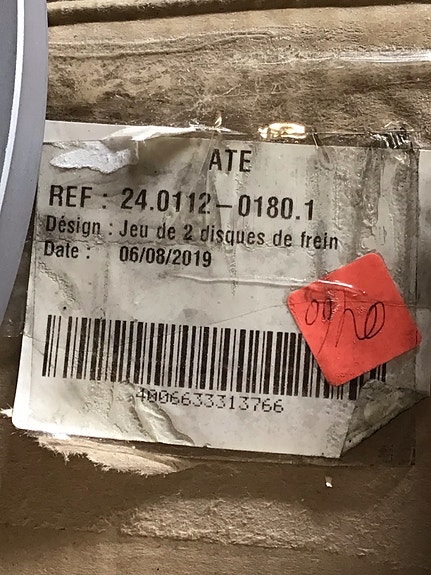 ATE
REF : 24.0112-0180.1
Désign : Jeu de 2 disques de frein
Date : 06/08/2019
4006633313766